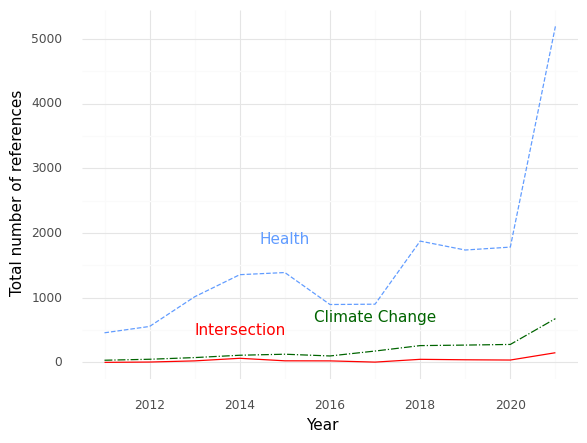 5000
4000
3000
2000
1000
0
Total number of references
Health
Climate Change
Intersection
2012 2014 2016 2018 2020
Year